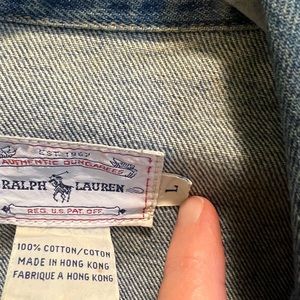 EST. 1967
AUTHENTIC DUNGAREES
RALPH LAUREN
REG. U.S. PAT. OFF.
L
100% COTTON/COTON
MADE IN HONG KONG
FABRIQUE A HONG KONG